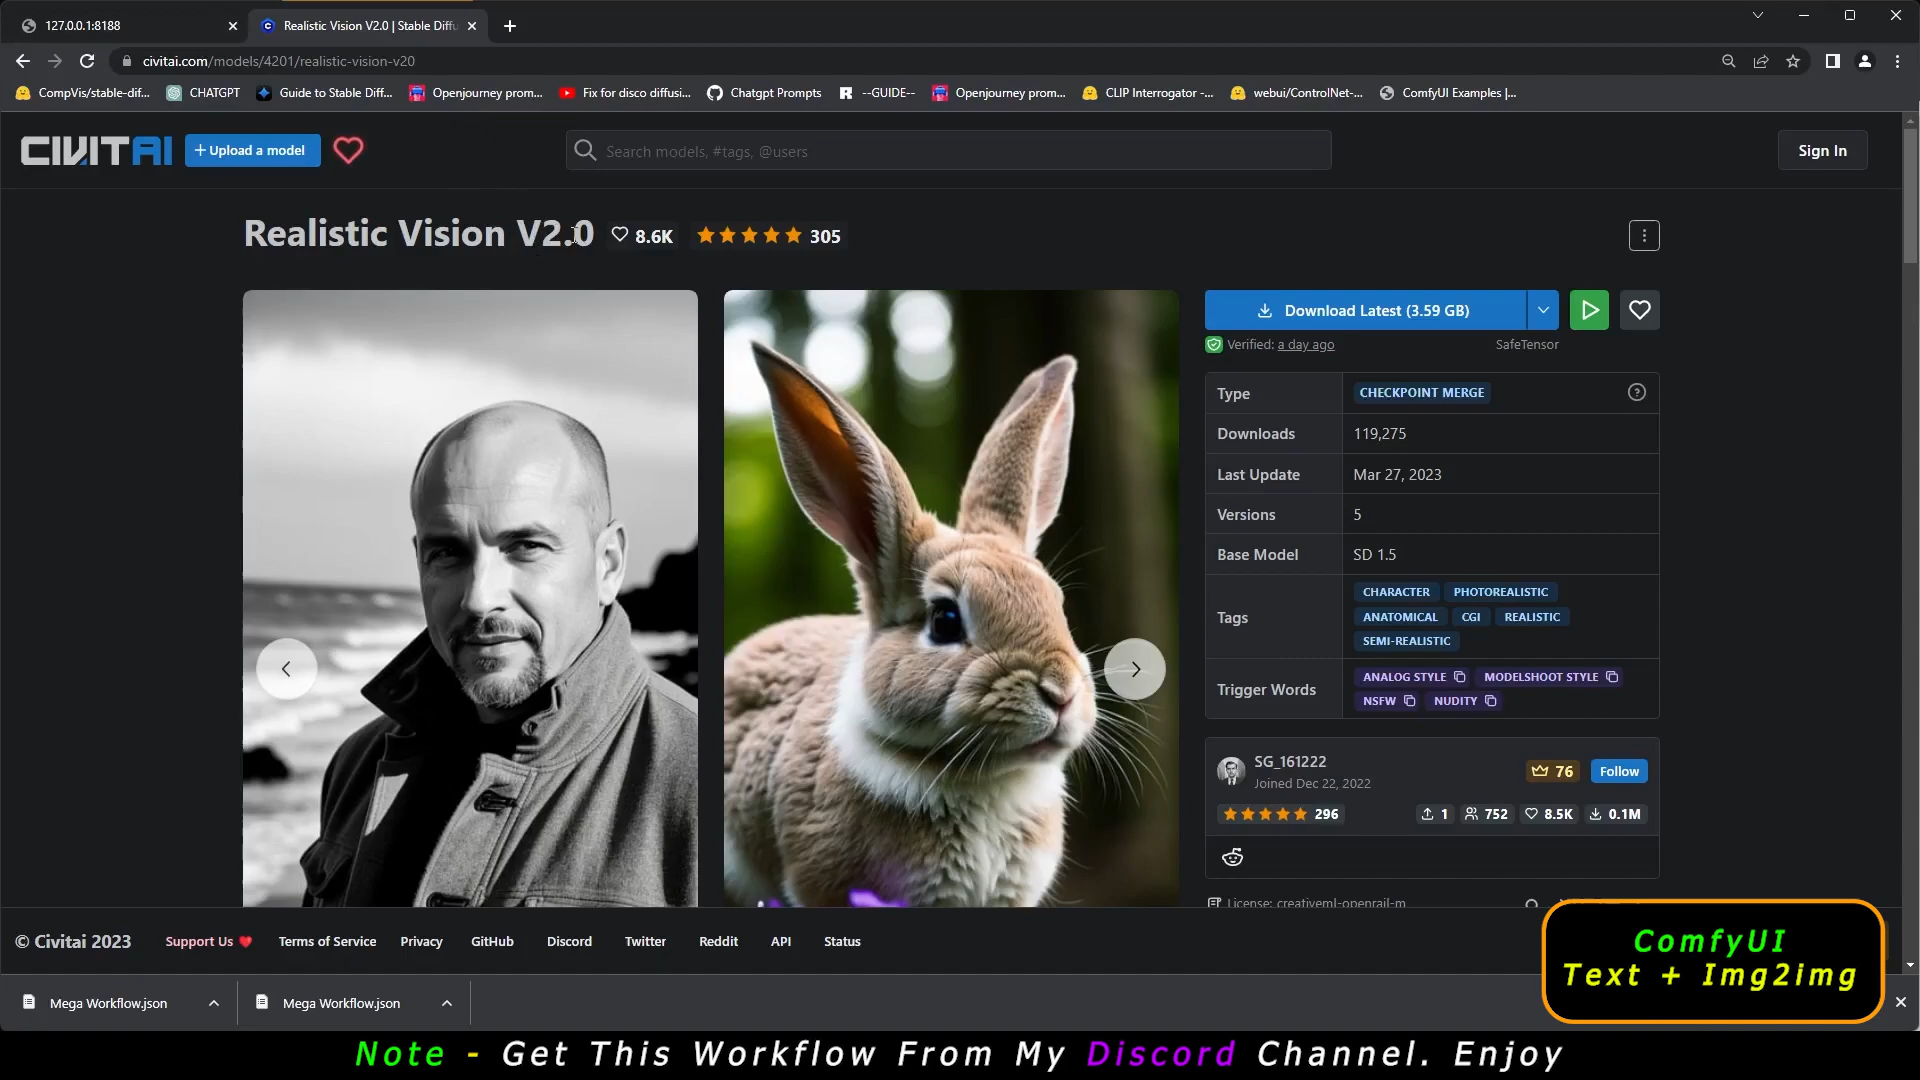 127.0.0.1:8188
Realistic Vision V2.0 | Stable Diffu
civitai.com/models/4201/realistic-vision-v20
CompVis/stable-dif...
CHATGPT
Guide to Stable Diff...
Openjourney prom...
Fix for disco diffusi...
Chatgpt Prompts
--GUIDE--
Openjourney prom...
CLIP Interrogator -...
webui/ControlNet-...
ComfyUI Examples |...
CIVITAI
+ Upload a model
Search models, #tags, @users
Sign In
Realistic Vision V2.0
8.6K
305
Download Latest (3.59 GB)
Verified: a day ago
SafeTensor
Type
CHECKPOINT MERGE
Downloads
119,275
Last Update
Mar 27, 2023
Versions
5
Base Model
SD 1.5
Tags
CHARACTER
PHOTOREALISTIC
ANATOMICAL
CGI
REALISTIC
SEMI-REALISTIC
Trigger Words
ANALOG STYLE
MODELSHOOT STYLE
NSFW
NUDITY
SG_161222
Joined Dec 22, 2022
76
Follow
296
1
752
8.5K
0.1M
License: creativeml-openrail-m
© Civitai 2023
Support Us
Terms of Service
Privacy
GitHub
Discord
Twitter
Reddit
API
Status
ComfyUI
Text + Img2img
Mega Workflow.json
Mega Workflow.json
Note - Get This Workflow From My Discord Channel. Enjoy